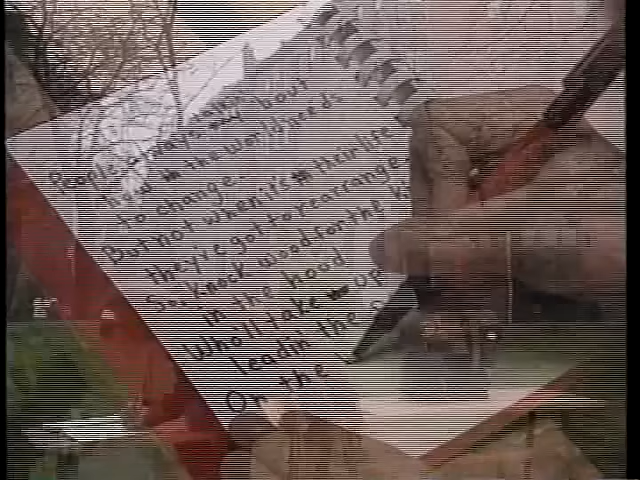 People always say 'bout
how the world needs
to change.
But not when it's their life
they've got to rearrange.
So, knock wood for the
in the hood
Who'll take up
leadin the
On the